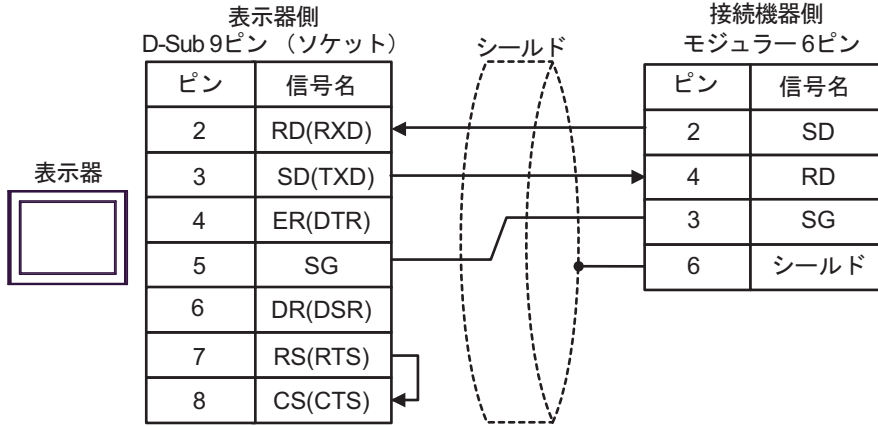 表示器側
D-Sub 9ピン （ソケット）
シールド
接続機器側
モジュラー 6ピン
ピン 信号名
2 RD(RXD)
3 SD(TXD)
4 ER(DTR)
5 SG
6 DR(DSR)
7 RS(RTS)
8 CS(CTS)
表示器
ピン 信号名
2 SD
4 RD
3 SG
6 シールド